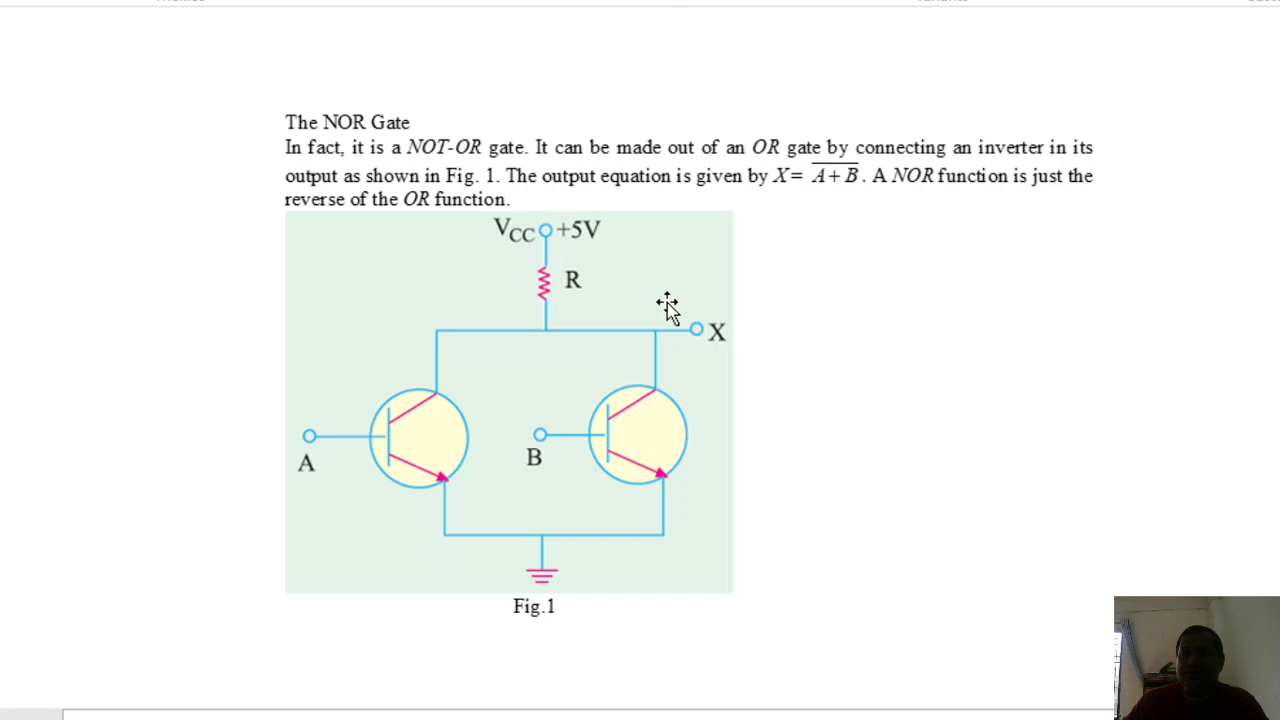 The NOR Gate
In fact, it is a NOT-OR gate. It can be made out of an OR gate by connecting an inverter in its
output as shown in Fig. 1. The output equation is given by X= A̅ ̅+̅ ̅B̅. A NOR function is just the
reverse of the OR function.
VCC +5V
R
X
A
B
Fig.1